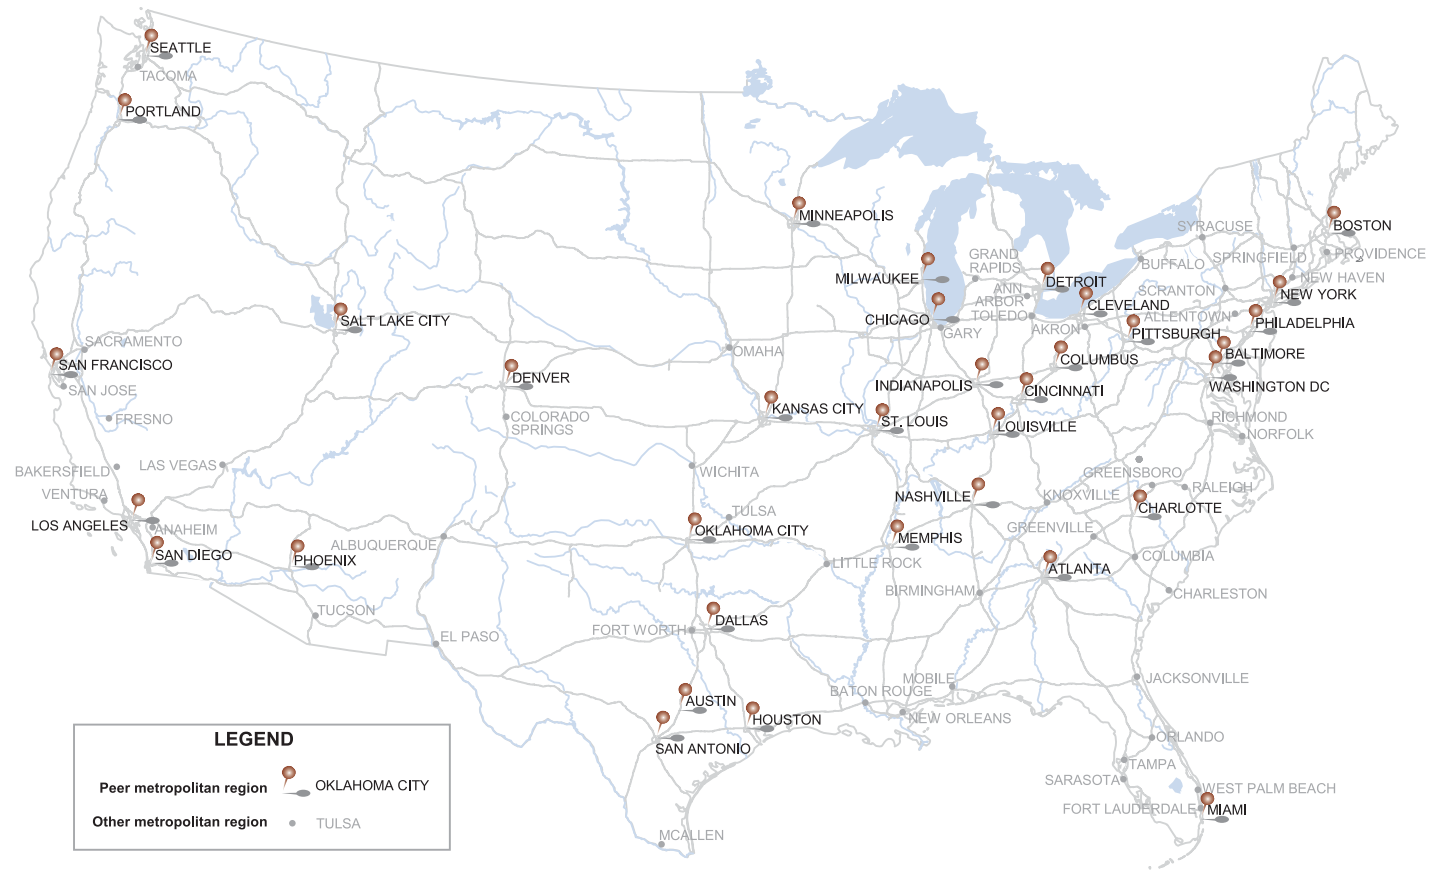 SEATTLE
TACOMA
PORTLAND
MINNEAPOLIS
BOSTON
SYRACUSE
GRAND
RAPIDS
SPRINGFIELD
PROVIDENCE
BUFFALO
MILWAUKEE
DETROIT
NEW HAVEN
ANN
ARBOR
SCRANTON
NEW YORK
CLEVELAND
TOLEDO
ALLENTOWN
CHICAGO
SALT LAKE CITY
PHILADELPHIA
GARY
AKRON
PITTSBURGH
SACRAMENTO
OMAHA
BALTIMORE
COLUMBUS
SAN FRANCISCO
DENVER
INDIANAPOLIS
WASHINGTON DC
SAN JOSE
CINCINNATI
KANSAS CITY
FRESNO
COLORADO
SPRINGS
ST. LOUIS
LOUISVILLE
RICHMOND
NORFOLK
BAKERSFIELD
LAS VEGAS
WICHITA
GREENSBORO
RALEIGH
VENTURA
NASHVILLE
KNOXVILLE
CHARLOTTE
TULSA
LOS ANGELES
ANAHEIM
OKLAHOMA CITY
GREENVILLE
MEMPHIS
ALBUQUERQUE
SAN DIEGO
PHOENIX
COLUMBIA
LITTLE ROCK
ATLANTA
BIRMINGHAM
CHARLESTON
TUCSON
DALLAS
FORT WORTH
EL PASO
MOBILE
JACKSONVILLE
BATON ROUGE
AUSTIN
HOUSTON
NEW ORLEANS
ORLANDO
SAN ANTONIO
TAMPA
SARASOTA
WEST PALM BEACH
FORT LAUDERDALE
MIAMI
MCALLEN
LEGEND
Peer metropolitan region OKLAHOMA CITY
Other metropolitan region TULSA